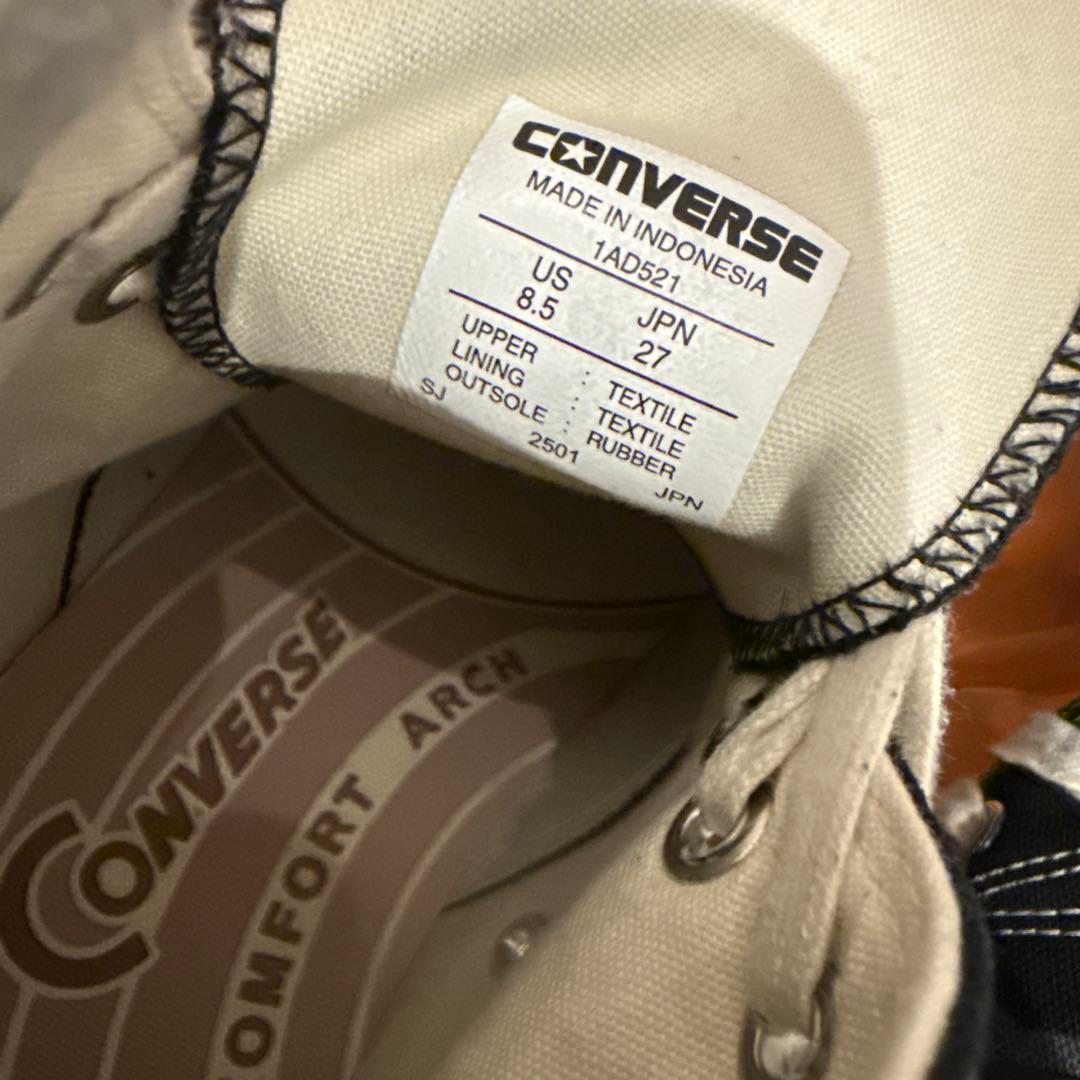 CONVERSE
MADE IN INDONESIA
1AD521
US JPN
8.5 27
UPPER : TEXTILE
LINING : TEXTILE
OUTSOLE : RUBBER
SJ 2501 JPN
CONVERSE
COMFORT ARCH